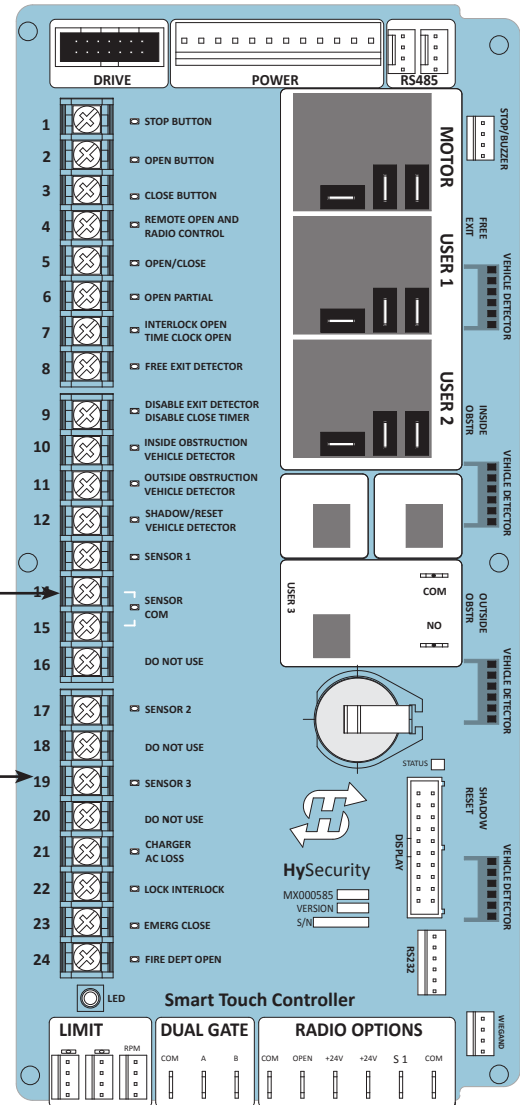 DRIVE
POWER
RS485
1 STOP BUTTON
2 OPEN BUTTON
3 CLOSE BUTTON
4 REMOTE OPEN AND
RADIO CONTROL
5 OPEN/CLOSE
6 OPEN PARTIAL
7 INTERLOCK OPEN
TIME CLOCK OPEN
8 FREE EXIT DETECTOR
9 DISABLE EXIT DETECTOR
DISABLE CLOSE TIMER
10 INSIDE OBSTRUCTION
VEHICLE DETECTOR
11 OUTSIDE OBSTRUCTION
VEHICLE DETECTOR
12 SHADOW/RESET
VEHICLE DETECTOR
SENSOR 1
SENSOR
COM
15
16 DO NOT USE
17 SENSOR 2
18 DO NOT USE
19 SENSOR 3
20 DO NOT USE
21 CHARGER
AC LOSS
22 LOCK INTERLOCK
23 EMERG CLOSE
24 FIRE DEPT OPEN
LED
MOTOR
USER 1
USER 2
USER 3
COM
NO
STOP/BUZZER
FREE
EXIT
VEHICLE DETECTOR
INSIDE
OBSTR
VEHICLE DETECTOR
OUTSIDE
OBSTR
VEHICLE DETECTOR
SHADOW
RESET
VEHICLE DETECTOR
STATUS
DISPLAY
HySecurity
MX000585
VERSION
S/N
RS232
WIEGAND
Smart Touch Controller
LIMIT
RPM
DUAL GATE
COM A B
RADIO OPTIONS
COM OPEN +24V +24V S 1 COM